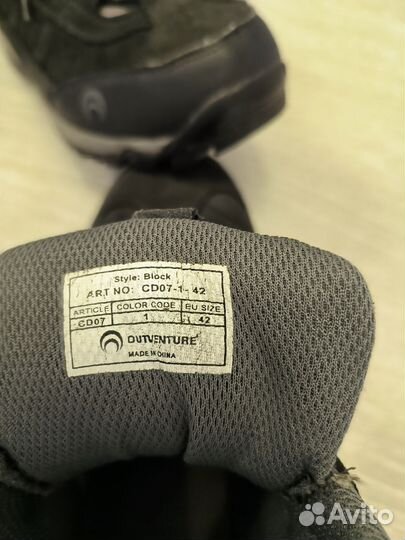 Style: Block
ART NO: CD07-1-42
ARTICLE COLOR CODE EU SIZE
CD07 1 42
OUTVENTURE
MADE IN CHINA
Avito